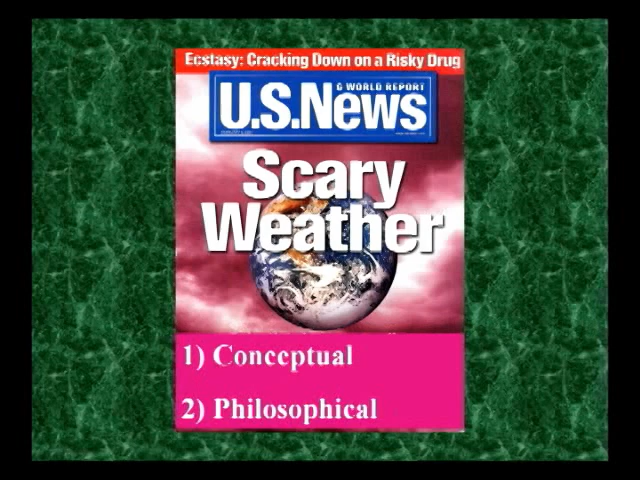 Ecstasy: Cracking Down on a Risky Drug
& WORLD REPORT
U.S.News
Scary
Weather
1) Conceptual
2) Philosophical